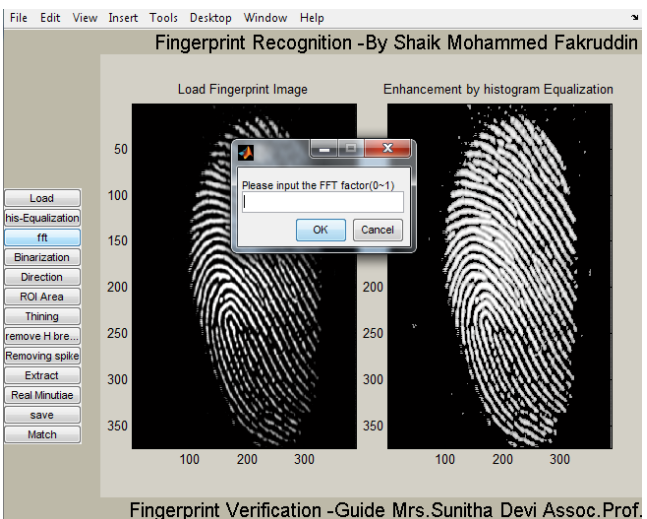 File Edit View Insert Tools Desktop Window Help
Fingerprint Recognition -By Shaik Mohammed Fakruddin
Load Fingerprint Image
Enhancement by histogram Equalization
50
100
150
200
250
300
350
100 200 300
200
250
300
350
100 200 300
Please input the FFT factor(0~1)
OK Cancel
Load
his-Equalization
fft
Binarization
Direction
ROI Area
Thining
remove H bre...
Removing spike
Extract
Real Minutiae
save
Match
Fingerprint Verification -Guide Mrs.Sunitha Devi Assoc.Prof.